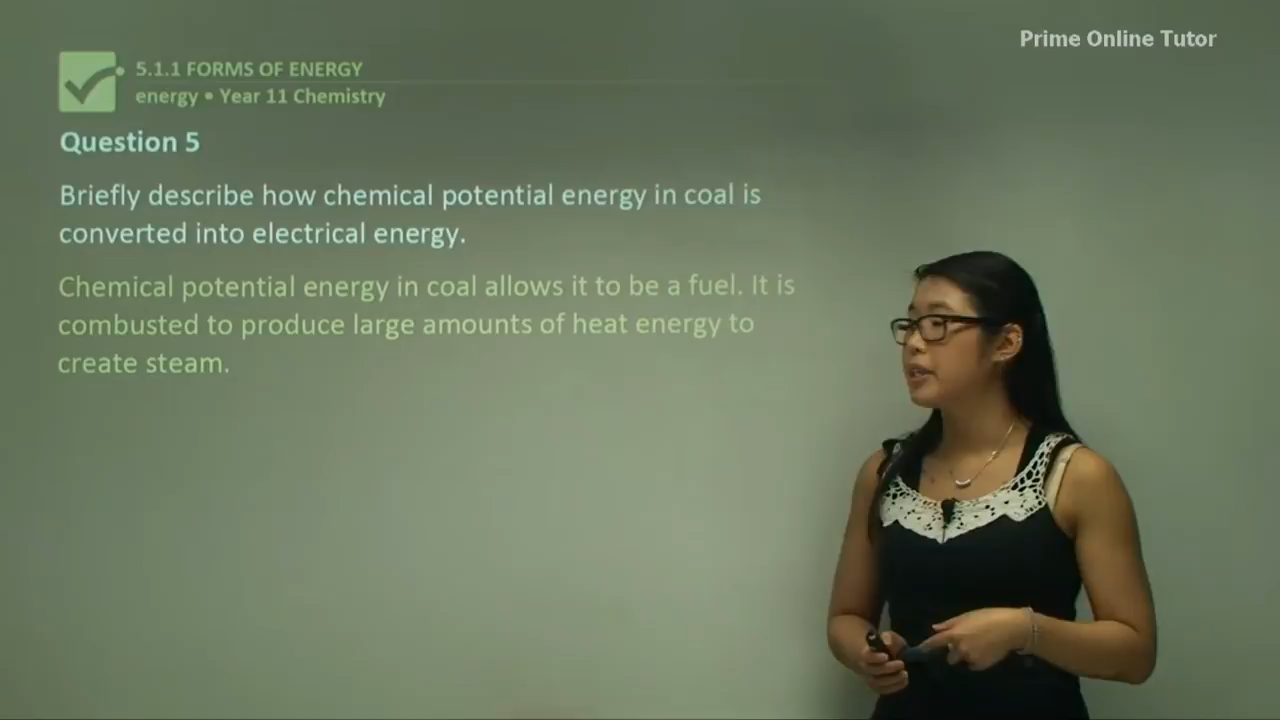 Prime Online Tutor
5.1.1 FORMS OF ENERGY
energy • Year 11 Chemistry
Question 5
Briefly describe how chemical potential energy in coal is
converted into electrical energy.
Chemical potential energy in coal allows it to be a fuel. It is
combusted to produce large amounts of heat energy to
create steam.